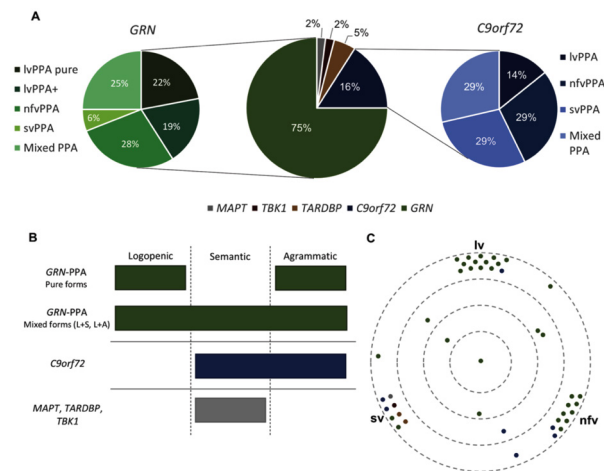 A
GRN
2%
2%
5%
C9orf72
lvPPA pure
lvPPA+
nfvPPA
svPPA
Mixed PPA
25%
22%
6%
19%
28%
16%
75%
29%
14%
29%
29%
lvPPA
nfvPPA
svPPA
Mixed
PPA
MAPT TBK1 TARDBP C9orf72 GRN
B
Logopenic Semantic Agrammatic
GRN-PPA
Pure forms
GRN-PPA
Mixed forms (L+S, L+A)
C9orf72
MAPT, TARDBP,
TBK1
C
lv
sv
nfv